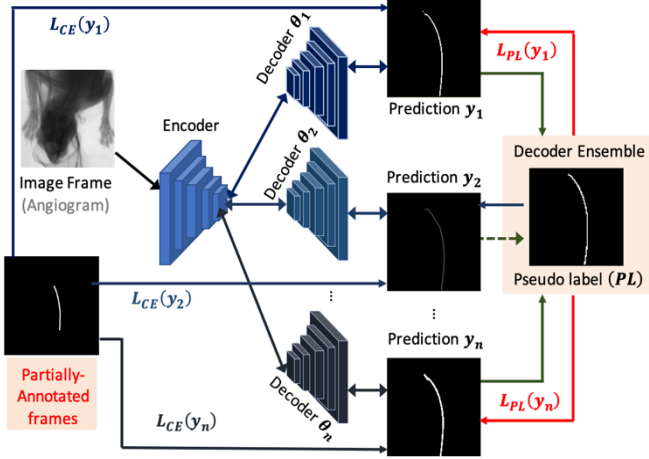 L_CE(y_1)
Decoder θ_1
L_PL(y_1)
Prediction y_1
Encoder
Decoder θ_2
Decoder Ensemble
Image Frame
(Angiogram)
Prediction y_2
Pseudo label (PL)
L_CE(y_2)
...
...
Prediction y_n
Partially-
Annotated
frames
Decoder θ_n
L_PL(y_n)
L_CE(y_n)